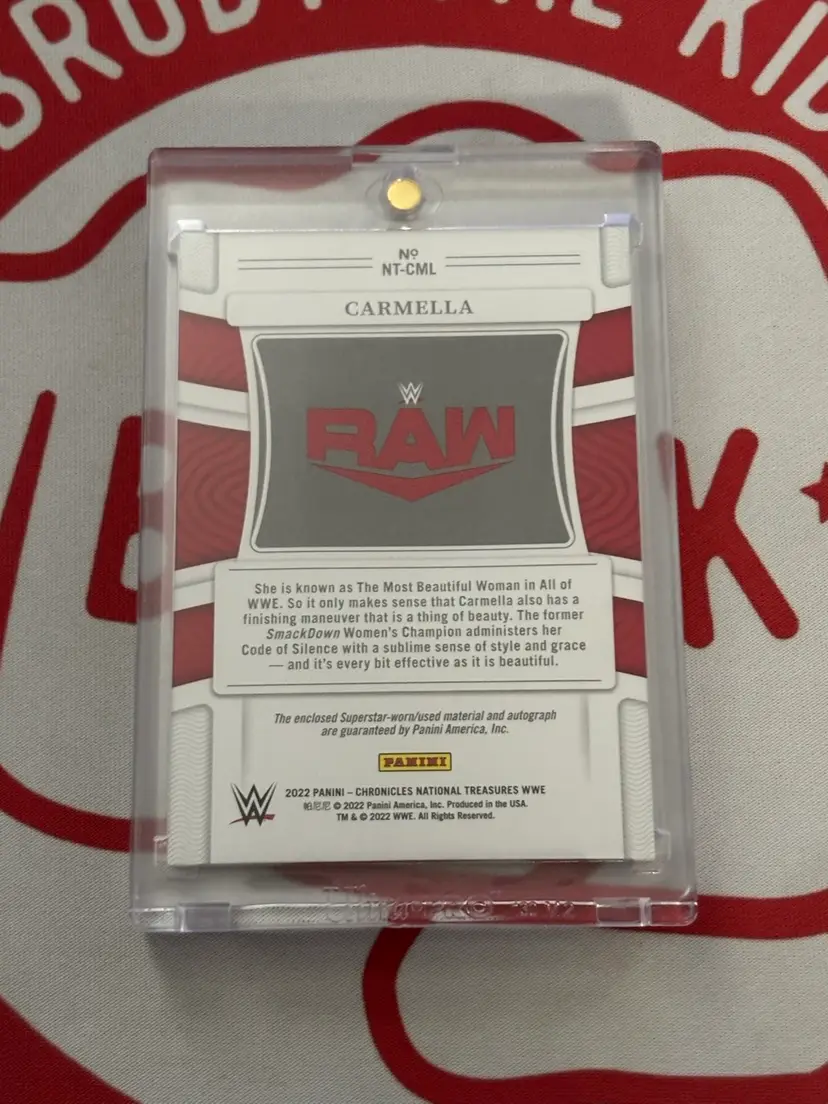 Nº
NT-CML
CARMELLA
W
RAW
She is known as The Most Beautiful Woman in All of
WWE. So it only makes sense that Carmella also has a
finishing maneuver that is a thing of beauty. The former
SmackDown Women's Champion administers her
Code of Silence with a sublime sense of style and grace
— and it's every bit effective as it is beautiful.
The enclosed Superstar-worn/used material and autograph
are guaranteed by Panini America, Inc.
PANINI
W
2022 PANINI – CHRONICLES NATIONAL TREASURES WWE
帕尼尼 © 2022 Panini America, Inc. Produced in the USA.
TM & © 2022 WWE. All Rights Reserved.